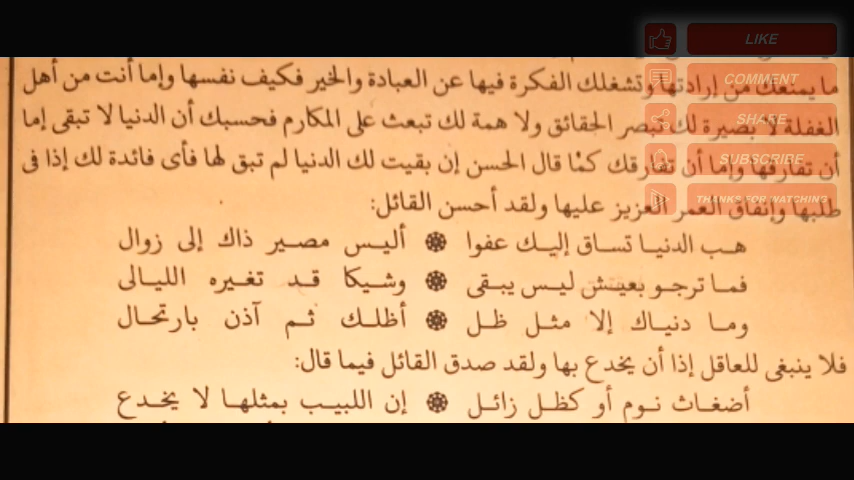 LIKE
COMMENT
SHARE
SUBSCRIBE
THANKS FOR WATCHING
ما يمنعك من إرادتها وتشغلك الفكرة فيها عن العبادة والخير فكيف نفسها وإما أنت من أهل
الغفلة لا بصيرة لك تبصر الحقائق ولا همة لك تبعث على المكارم فحسبك أن الدنيا لا تبقى إما
أن تفارقها وإما أن تفارقك كما قال الحسن إن بقيت لك الدنيا لم تبق لها فأى فائدة لك إذا فى
طلبها وإنفاق العمر العزيز عليها ولقد أحسن القائل:
هب الدنيا تساق إليك عفوا ۞ أليس مصير ذاك إلى زوال
فما ترجو بعيش ليس يبقى ۞ وشيكا قد تغيره الليالى
وما دنياك إلا مثل ظل ۞ أظلك ثم آذن بارتحال
فلا ينبغى للعاقل إذا أن يخدع بها ولقد صدق القائل فيما قال:
أضغاث نوم أو كظل زائل ۞ إن اللبيب بمثلها لا يخدع